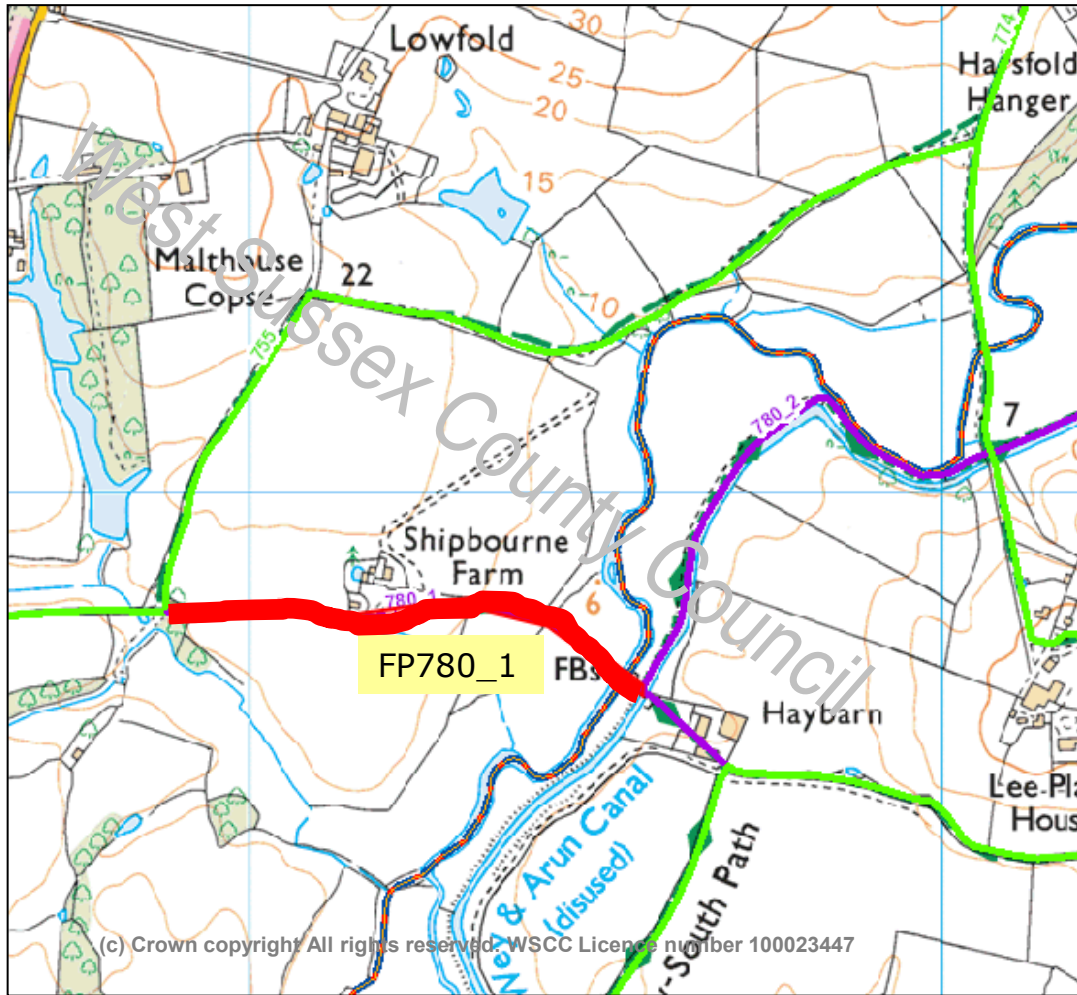 Lowfold
30
25
20
15
10
774
Harsfold
Hanger
Malthouse
Copse
22
755
West Sussex County Council
780_2
7
Shipbourne
Farm
780_1
6
FP780_1
FBs
Haybarn
Lee-Pla
Hous
Wey & Arun Canal
(disused)
y-South Path
(c) Crown copyright All rights reserved. WSCC Licence number 100023447